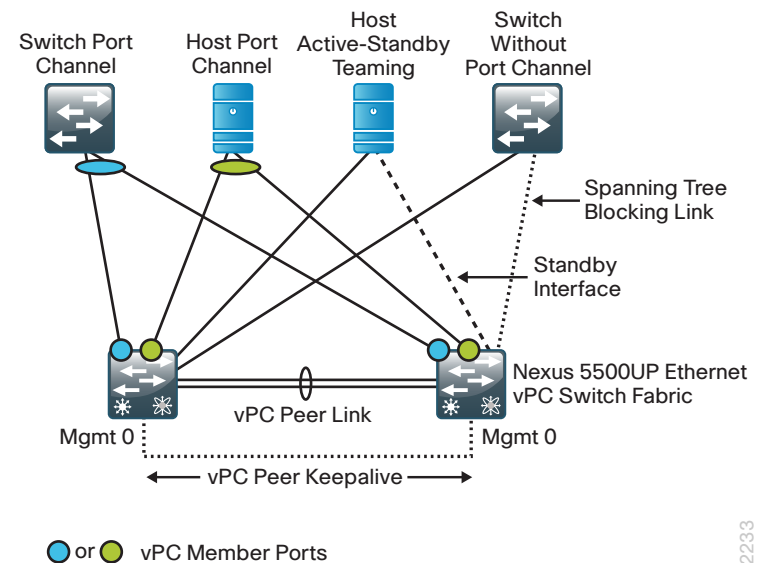 Switch Port
Channel
Host Port
Channel
Host
Active-Standby
Teaming
Switch
Without
Port Channel
Spanning Tree
Blocking Link
Standby
Interface
Nexus 5500UP Ethernet
vPC Switch Fabric
vPC Peer Link
Mgmt 0
Mgmt 0
vPC Peer Keepalive
or
vPC Member Ports
2233